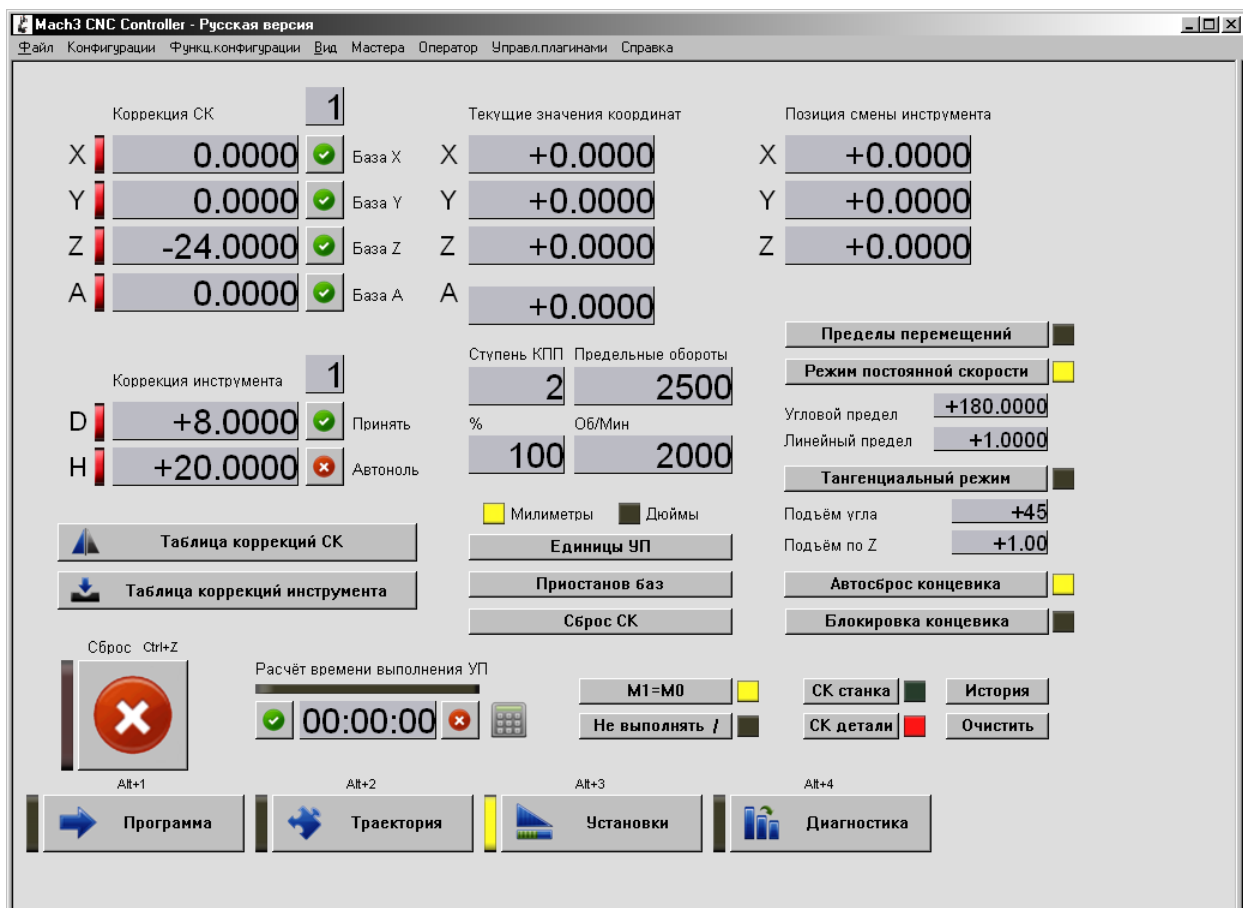 Mach3 CNC Controller - Русская версия
Файл Конфигурации Функц.конфигурации Вид Мастера Оператор Управл.плагинами Справка
Коррекция СК 1 Текущие значения координат Позиция смены инструмента
X 0.0000 База X X +0.0000 X +0.0000
Y 0.0000 База Y Y +0.0000 Y +0.0000
Z -24.0000 База Z Z +0.0000 Z +0.0000
A 0.0000 База A A +0.0000
Пределы перемещений
Ступень КПП Предельные обороты
Коррекция инструмента 1 2 2500 Режим постоянной скорости
D +8.0000 Принять % Об/Мин Угловой предел +180.0000
H +20.0000 Автоноль 100 2000 Линейный предел +1.0000
Тангенциальный режим
Милиметры Дюймы Подъём угла +45
Таблица коррекций СК Единицы УП Подъём по Z +1.00
Таблица коррекций инструмента Приостанов баз Автосброс концевика
Сброс СК Блокировка концевика
Сброс Ctrl+Z
Расчёт времени выполнения УП
M1=M0 СК станка История
00:00:00 Не выполнять / СК детали Очистить
Alt+1 Alt+2 Alt+3 Alt+4
Программа Траектория Установки Диагностика